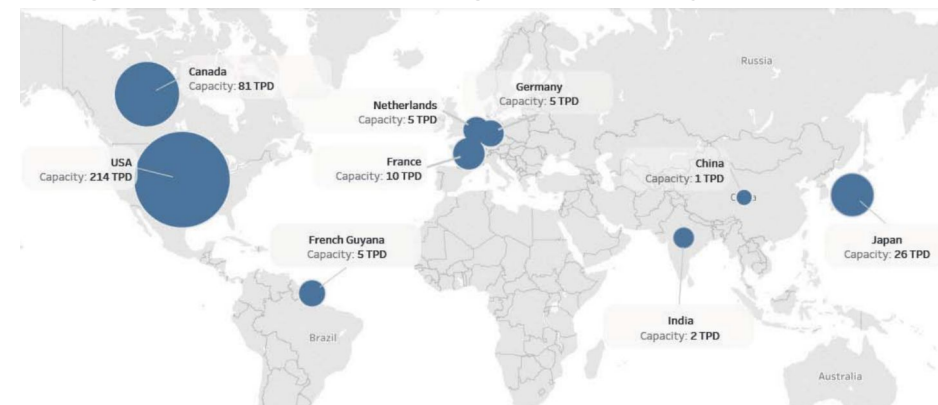 Canada
Capacity: 81 TPD
Russia
Germany
Capacity: 5 TPD
Netherlands
Capacity: 5 TPD
USA
Capacity: 214 TPD
France
Capacity: 10 TPD
China
Capacity: 1 TPD
French Guyana
Capacity: 5 TPD
Japan
Capacity: 26 TPD
India
Capacity: 2 TPD
Brazil
Australia